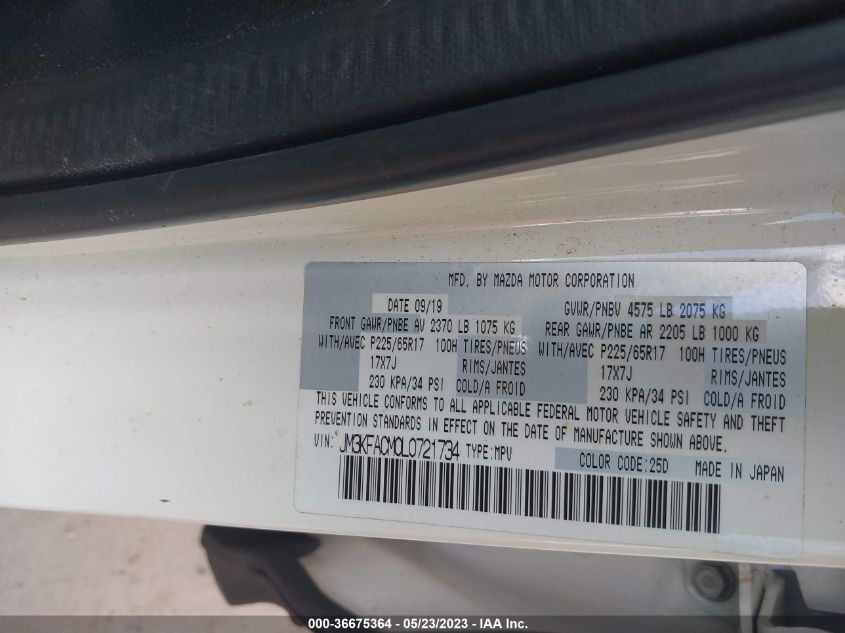 MFD. BY MAZDA MOTOR CORPORATION
DATE 09/19 GVWR/PNBV 4575 LB 2075 KG
FRONT GAWR/PNBE AV 2370 LB 1075 KG REAR GAWR/PNBE AR 2205 LB 1000 KG
WITH/AVEC P225/65R17 100H TIRES/PNEUS WITH/AVEC P225/65R17 100H TIRES/PNEUS
17X7J RIMS/JANTES 17X7J RIMS/JANTES
230 KPA/34 PSI COLD/A FROID 230 KPA/34 PSI COLD/A FROID
THIS VEHICLE CONFORMS TO ALL APPLICABLE FEDERAL MOTOR VEHICLE SAFETY AND THEFT
PREVENTION STANDARDS IN EFFECT ON THE DATE OF MANUFACTURE SHOWN ABOVE.
VIN: JM3KFACM0L0721734 TYPE:MPV
COLOR CODE:25D MADE IN JAPAN
000-36675364 - 05/23/2023 - IAA Inc.